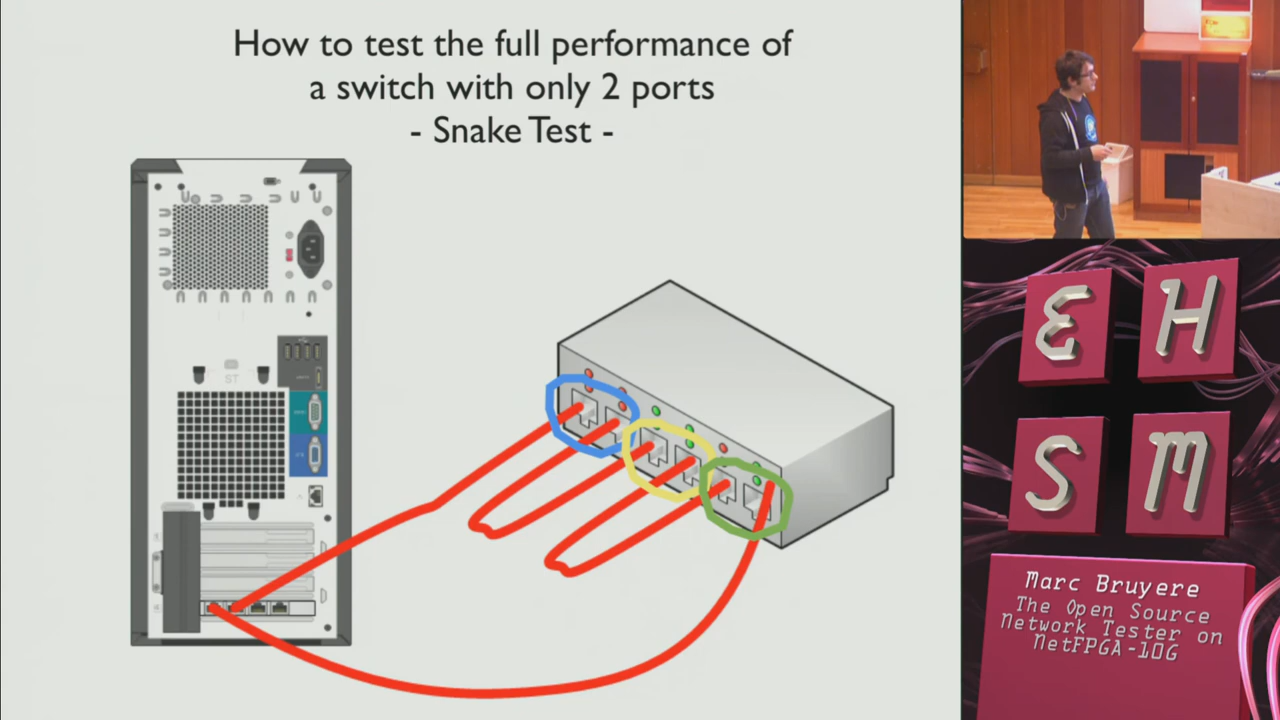 How to test the full performance of
a switch with only 2 ports
- Snake Test -
ST
E H
S M
Marc Bruyere
The Open Source
Network Tester on
NetFPGA-10G